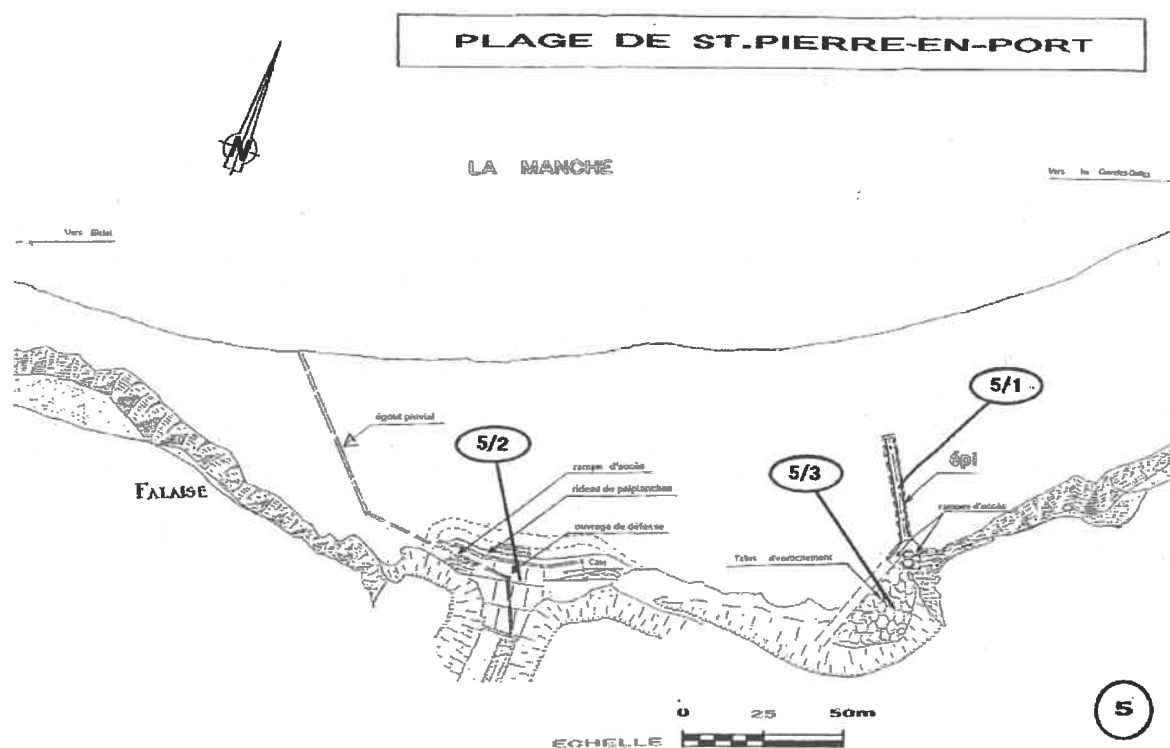 PLAGE DE ST.PIERRE-EN-PORT
N
LA MANCHE
Vers les Grandes-Dalles
Vers
5/1
égout pluvial
5/2
épi
rampe d'accès
5/3
FALAISE
rideau de palplanches
rampes d'accès
ouvrage de défense
Talus d'enrochement
Cale
5
0 25 50m
ECHELLE